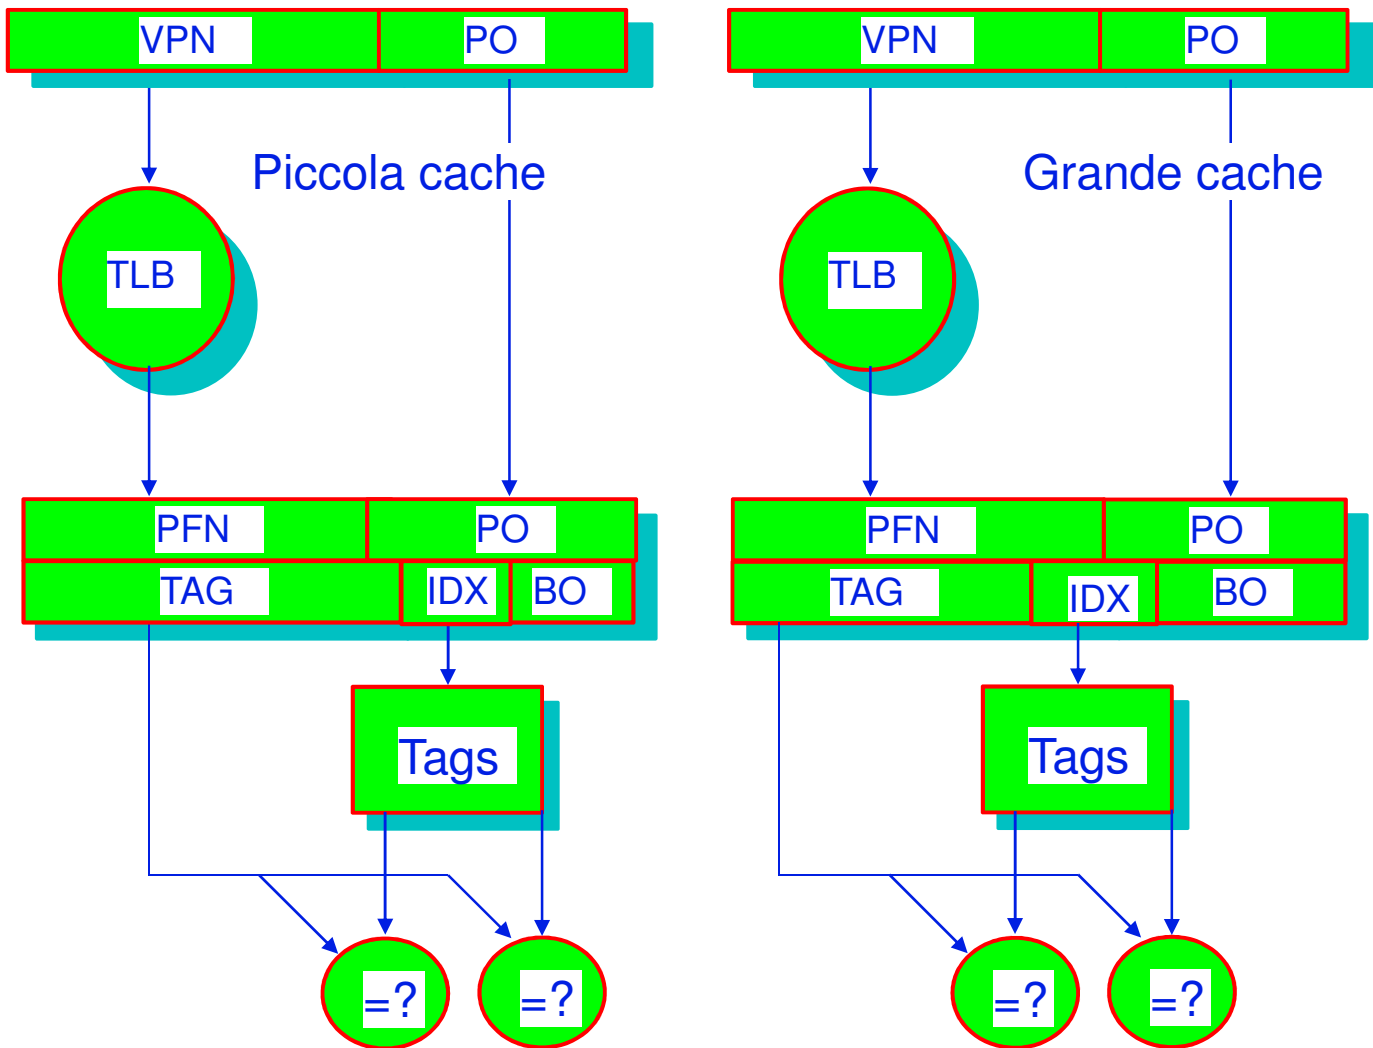 VPN PO VPN PO
Piccola cache Grande cache
TLB TLB
PFN PO PFN PO
TAG IDX BO TAG IDX BO
Tags Tags
=? =? =? =?